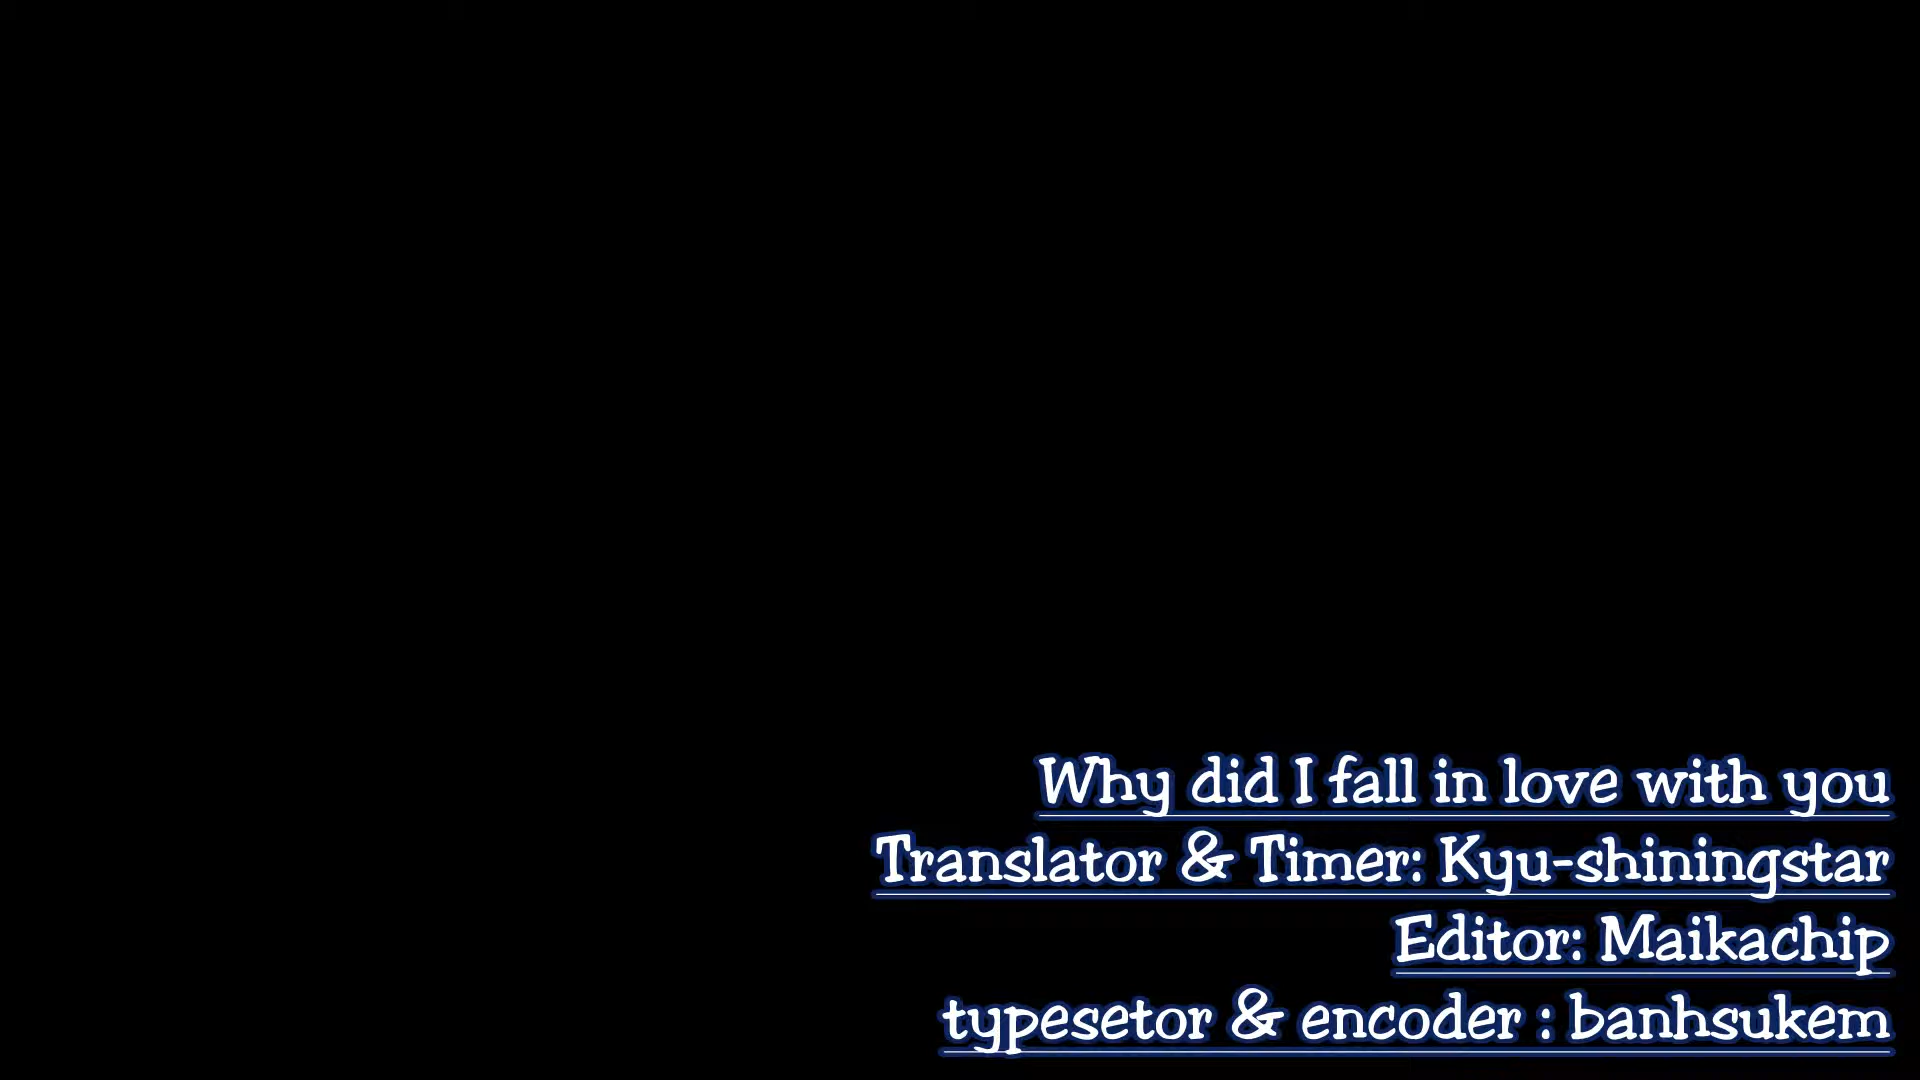 Why did I fall in love with you
Translator & Timer: Kyu-shiningstar
Editor: Maikachip
typesetor & encoder : banhsukem